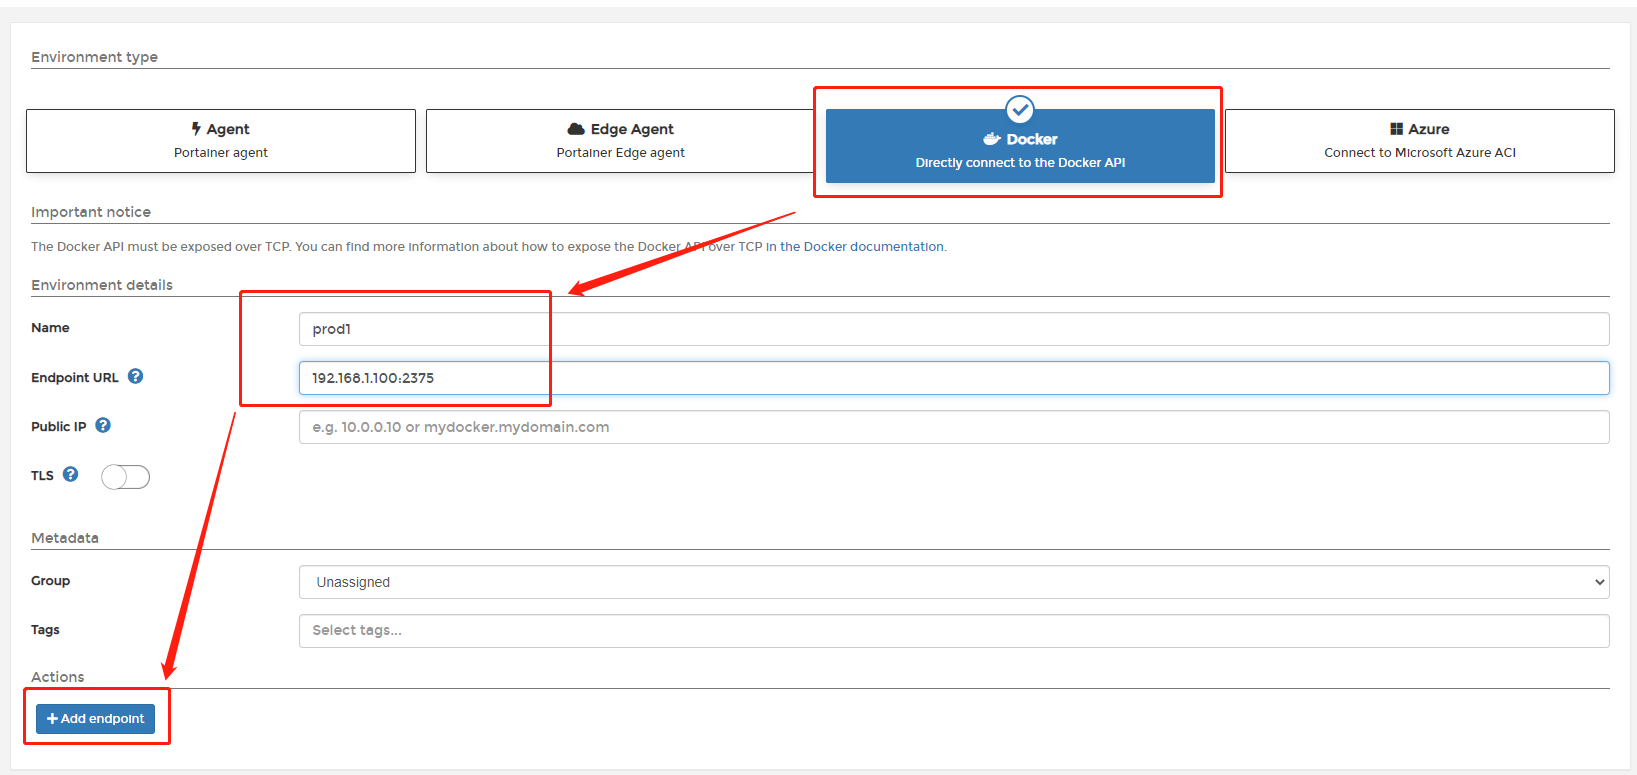 Environment type
Agent
Portainer agent
Edge Agent
Portainer Edge agent
Docker
Directly connect to the Docker API
Azure
Connect to Microsoft Azure ACI
Important notice
The Docker API must be exposed over TCP. You can find more information about how to expose the Docker API over TCP in the Docker documentation.
Environment details
Name
prod1
Endpoint URL
192.168.1.100:2375
Public IP
e.g. 10.0.0.10 or mydocker.mydomain.com
TLS
Metadata
Group
Unassigned
Tags
Select tags...
Actions
+ Add endpoint